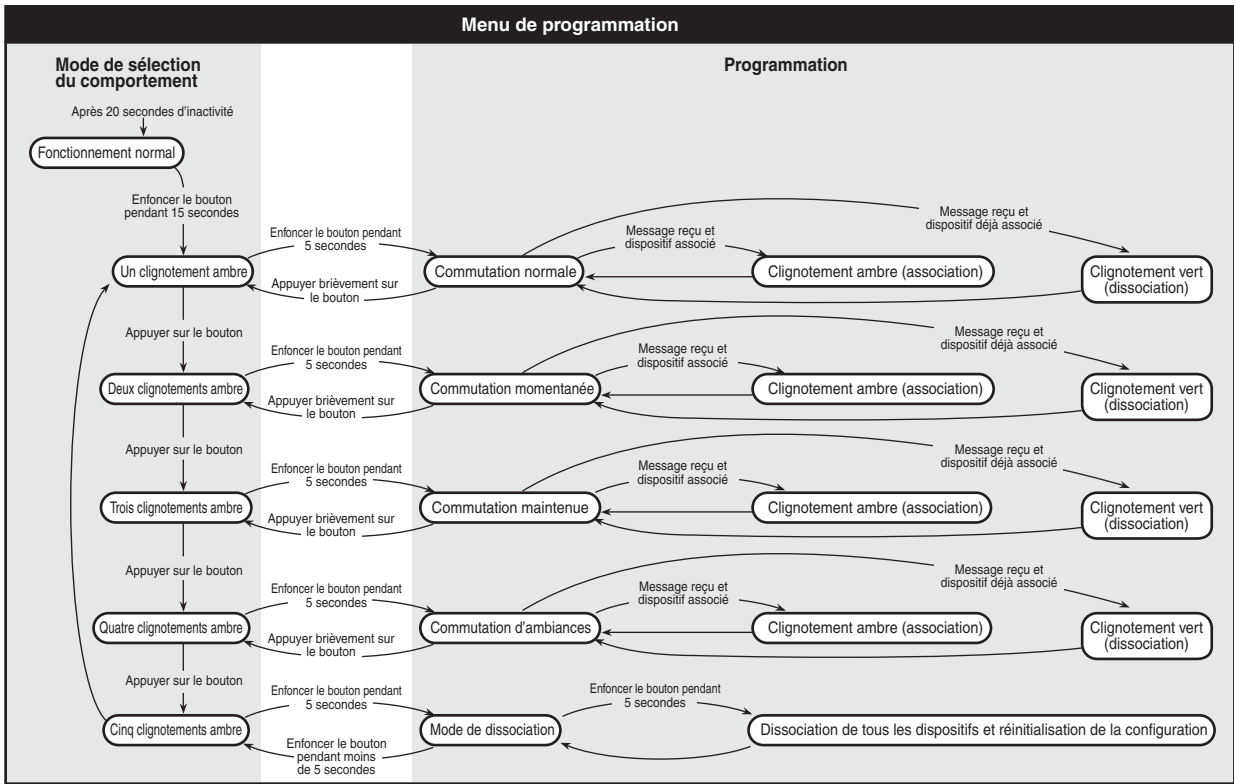 Menu de programmation
Mode de sélection
du comportement
Programmation
Après 20 secondes d'inactivité
Fonctionnement normal
Enfoncer le bouton
pendant 15 secondes
Enfoncer le bouton pendant
5 secondes
Message reçu et
dispositif associé
Message reçu et
dispositif déjà associé
Un clignotement ambre
Commutation normale
Clignotement ambre (association)
Clignotement vert
(dissociation)
Appuyer brièvement sur
le bouton
Appuyer sur le bouton
Enfoncer le bouton pendant
5 secondes
Message reçu et
dispositif associé
Message reçu et
dispositif déjà associé
Deux clignotements ambre
Commutation momentanée
Clignotement ambre (association)
Clignotement vert
(dissociation)
Appuyer brièvement sur
le bouton
Appuyer sur le bouton
Enfoncer le bouton pendant
5 secondes
Message reçu et
dispositif associé
Message reçu et
dispositif déjà associé
Trois clignotements ambre
Commutation maintenue
Clignotement ambre (association)
Clignotement vert
(dissociation)
Appuyer brièvement sur
le bouton
Appuyer sur le bouton
Enfoncer le bouton pendant
5 secondes
Message reçu et
dispositif associé
Message reçu et
dispositif déjà associé
Quatre clignotements ambre
Commutation d'ambiances
Clignotement ambre (association)
Clignotement vert
(dissociation)
Appuyer brièvement sur
le bouton
Appuyer sur le bouton
Enfoncer le bouton pendant
5 secondes
Enfoncer le bouton pendant
5 secondes
Cinq clignotements ambre
Mode de dissociation
Dissociation de tous les dispositifs et réinitialisation de la configuration
Enfoncer le bouton
pendant moins
de 5 secondes